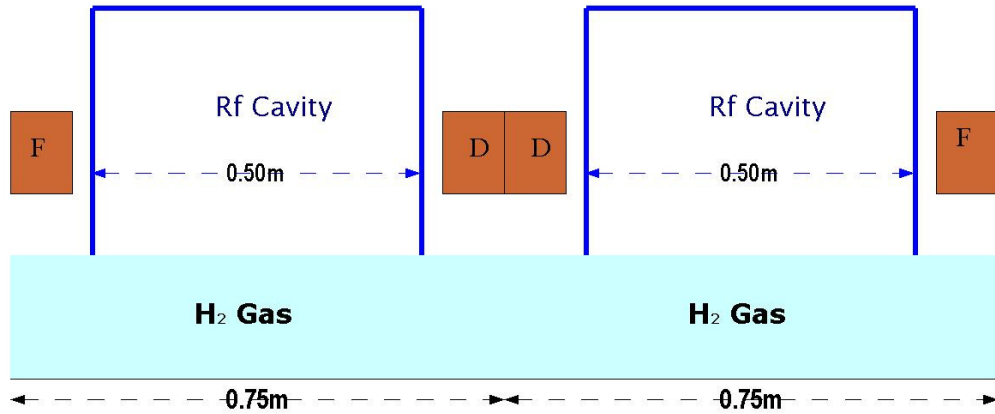 Rf Cavity Rf Cavity
F D D F
0.50m 0.50m
H₂ Gas H₂ Gas
0.75m 0.75m